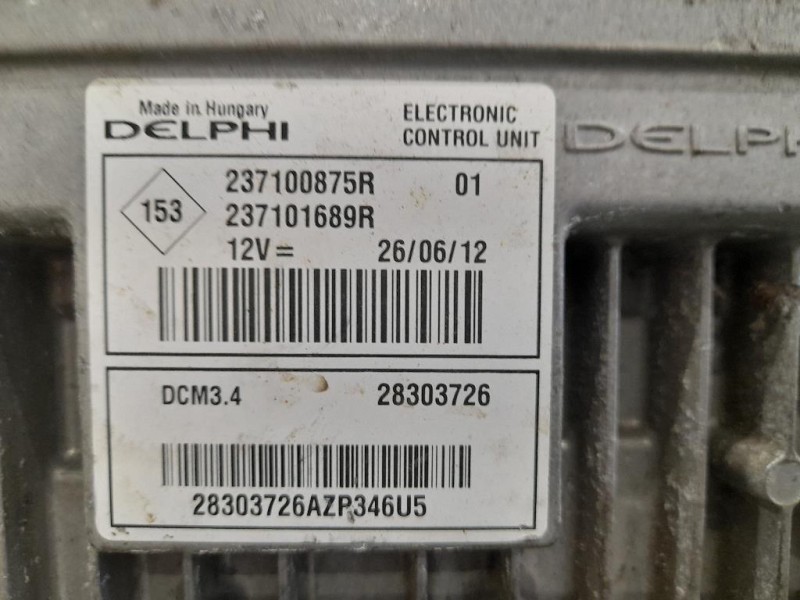 Made in Hungary
DELPHI
ELECTRONIC
CONTROL UNIT
DELPHI
153
237100875R 01
237101689R
12V= 26/06/12
DCM3.4 28303726
28303726AZP346U5